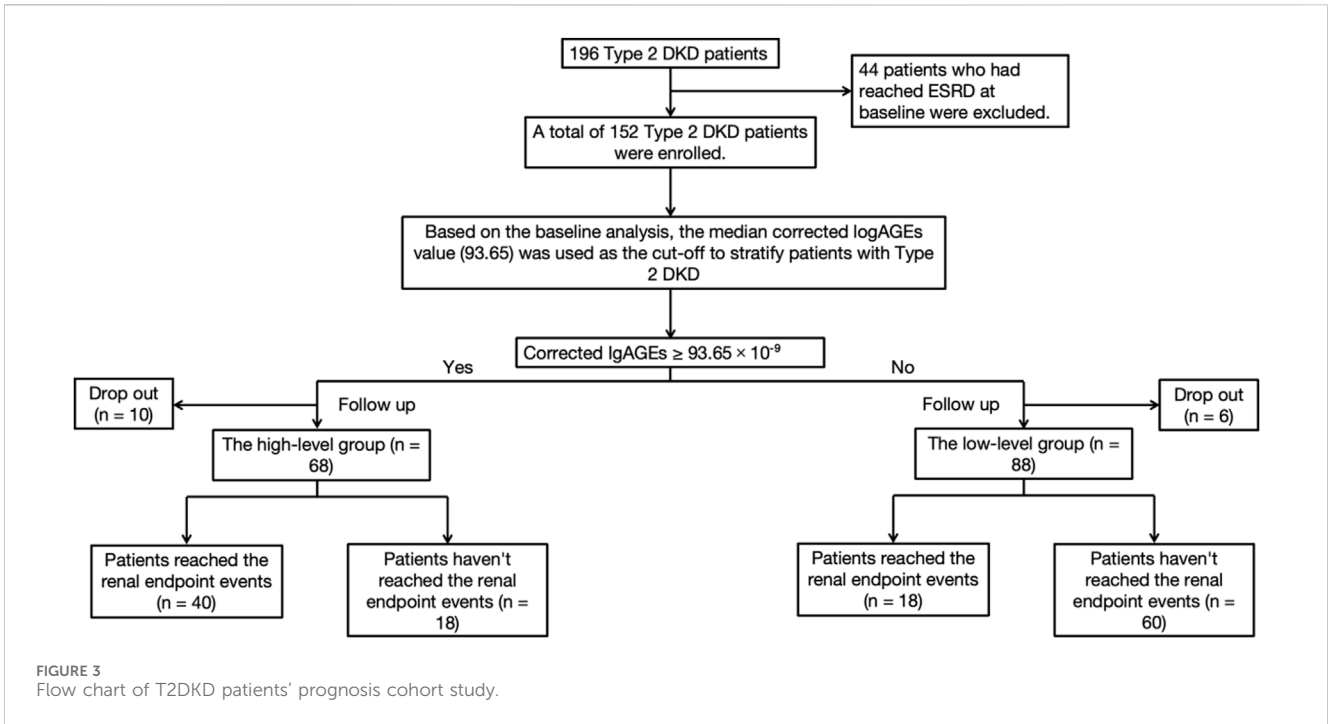 196 Type 2 DKD patients
44 patients who had
reached ESRD at
baseline were excluded.
A total of 152 Type 2 DKD patients
were enrolled.
Based on the baseline analysis, the median corrected logAGEs
value (93.65) was used as the cut-off to stratify patients with Type
2 DKD
Corrected lgAGEs ≥ 93.65 × 10⁻⁹
Yes
No
Drop out
(n = 10)
Follow up
Follow up
Drop out
(n = 6)
The high-level group (n =
68)
The low-level group (n =
88)
Patients reached the
renal endpoint events
(n = 40)
Patients haven't
reached the renal
endpoint events (n =
18)
Patients reached the
renal endpoint events
(n = 18)
Patients haven't
reached the renal
endpoint events (n =
60)
FIGURE 3
Flow chart of T2DKD patients' prognosis cohort study.